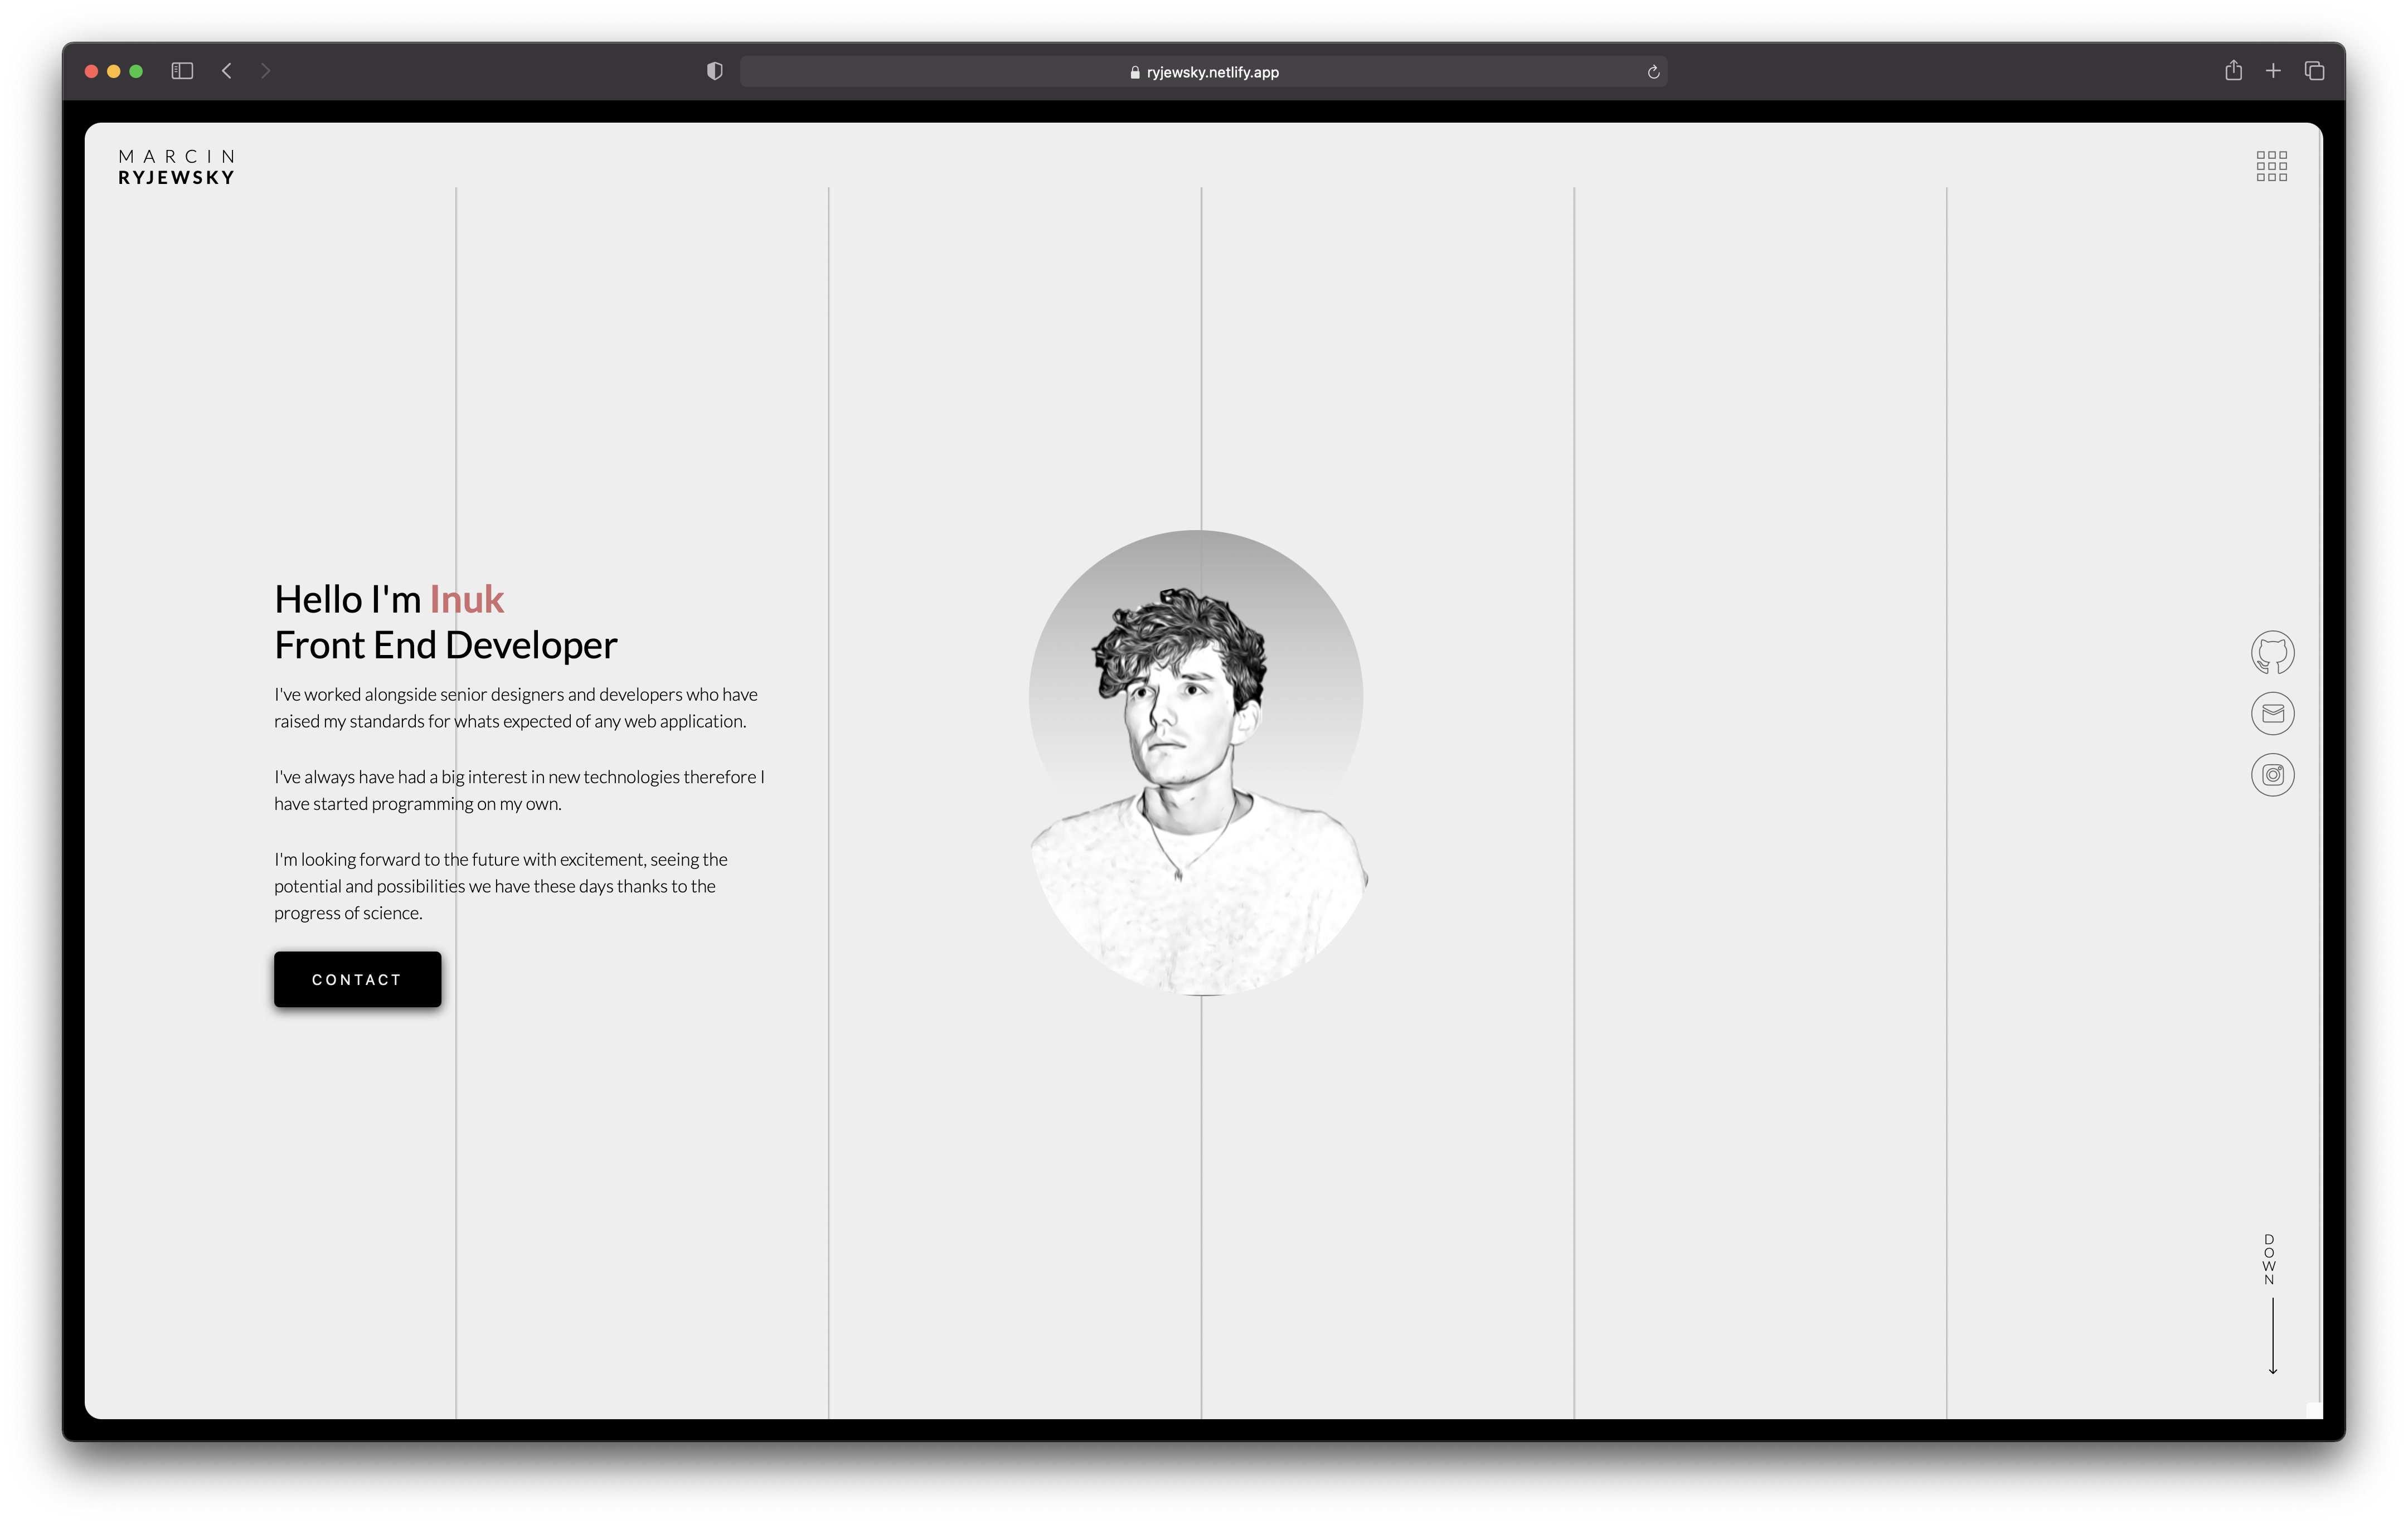 ryjewsky.netlify.app
MARCIN
RYJEWSKY
Hello I'm Inuk
Front End Developer
I've worked alongside senior designers and developers who have
raised my standards for whats expected of any web application.
I've always have had a big interest in new technologies therefore I
have started programming on my own.
I'm looking forward to the future with excitement, seeing the
potential and possibilities we have these days thanks to the
progress of science.
CONTACT
DOWN